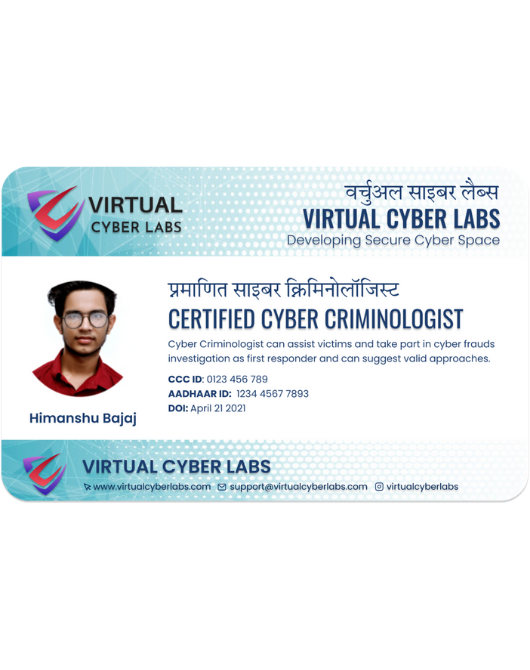 VIRTUAL
CYBER LABS
वर्चुअल साइबर लैब्स
VIRTUAL CYBER LABS
Developing Secure Cyber Space
प्रमाणित साइबर क्रिमिनोलॉजिस्ट
CERTIFIED CYBER CRIMINOLOGIST
Cyber Criminologist can assist victims and take part in cyber frauds
investigation as first responder and can suggest valid approaches.
CCC ID: 0123 456 789
AADHAAR ID: 1234 4567 7893
DOI: April 21 2021
Himanshu Bajaj
VIRTUAL CYBER LABS
www.virtualcyberlabs.com support@virtualcyberlabs.com virtualcyberlabs